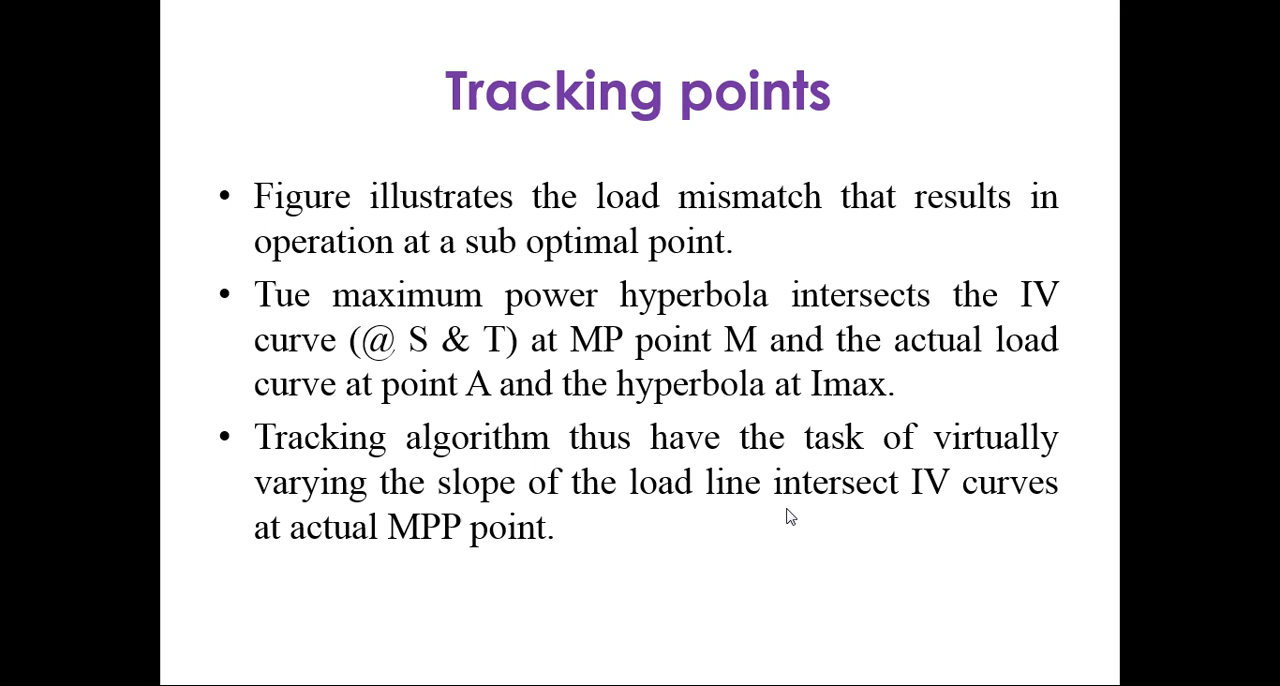 Tracking points
• Figure illustrates the load mismatch that results in
operation at a sub optimal point.
• Tue maximum power hyperbola intersects the IV
curve (@ S & T) at MP point M and the actual load
curve at point A and the hyperbola at Imax.
• Tracking algorithm thus have the task of virtually
varying the slope of the load line intersect IV curves
at actual MPP point.